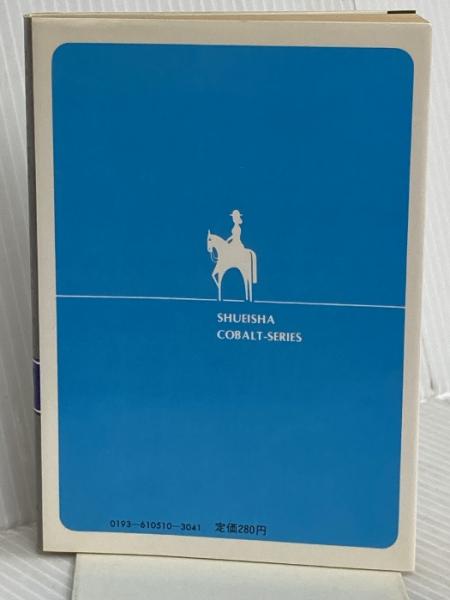 SHUEISHA
COBALT-SERIES
0193—610510—3041 定価280円